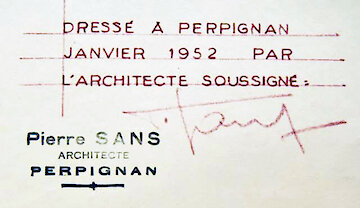 DRESSÉ À PERPIGNAN
JANVIER 1952 PAR
L'ARCHITECTE SOUSSIGNÉ:
Pierre SANS
ARCHITECTE
PERPIGNAN